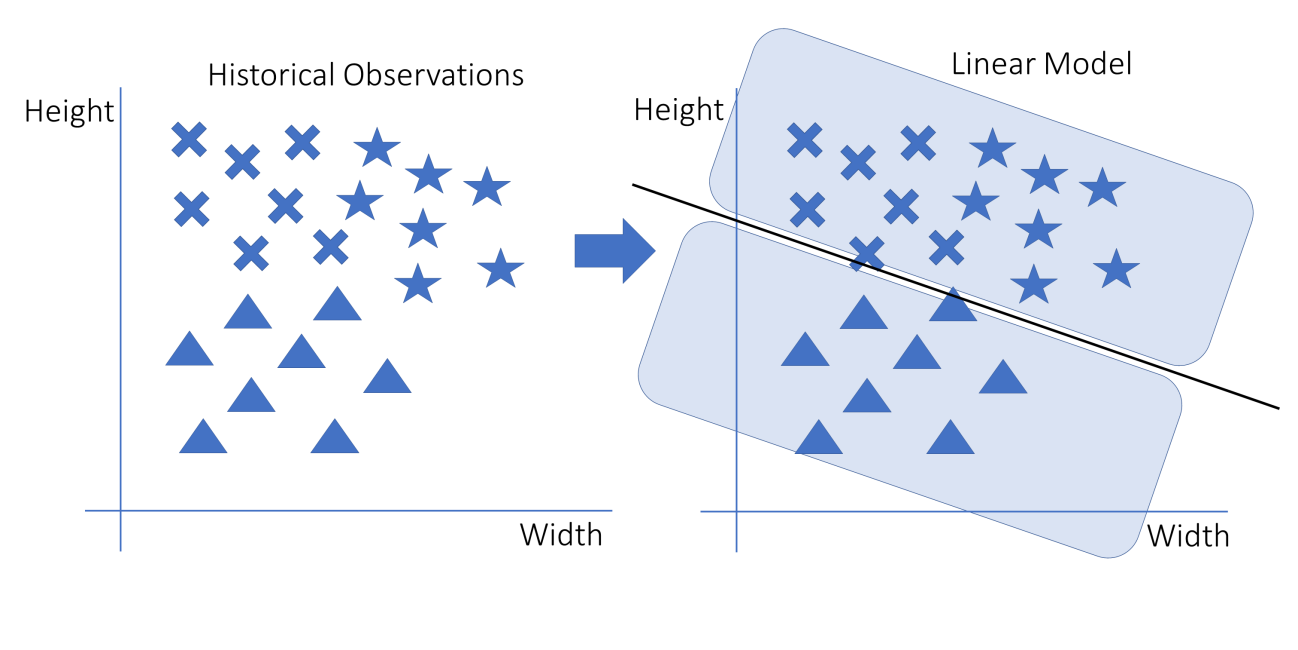 Historical Observations
Height
Width
Linear Model
Height
Width